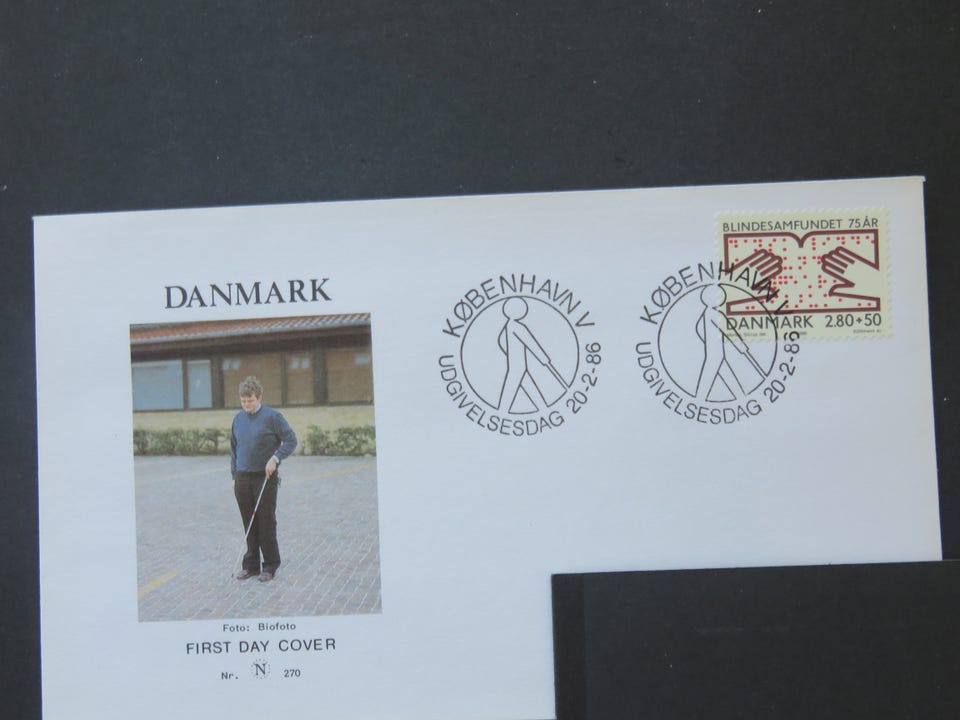 BLINDESAMFUNDET 75 ÅR
DANMARK 2.80+50
KØBENHAVN V
UDGIVELSESDAG 20-2-86
KØBENHAVN V
UDGIVELSESDAG 20-2-86
DANMARK
Foto: Biofoto
FIRST DAY COVER
Nr. N 270